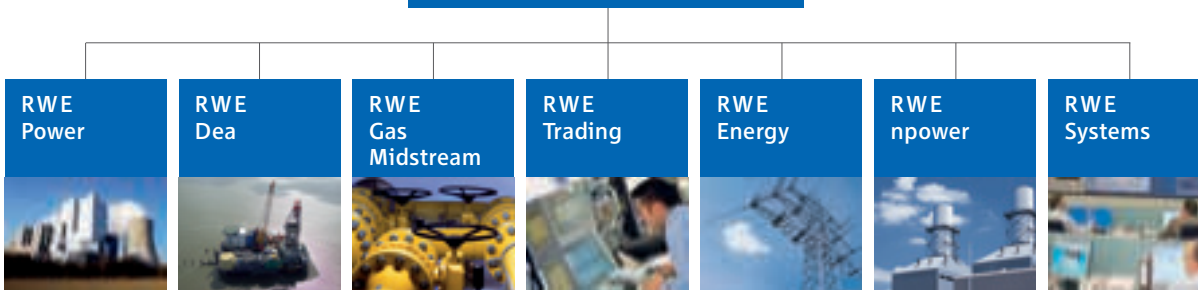 RWE
Power
RWE
Dea
RWE
Gas
Midstream
RWE
Trading
RWE
Energy
RWE
npower
RWE
Systems